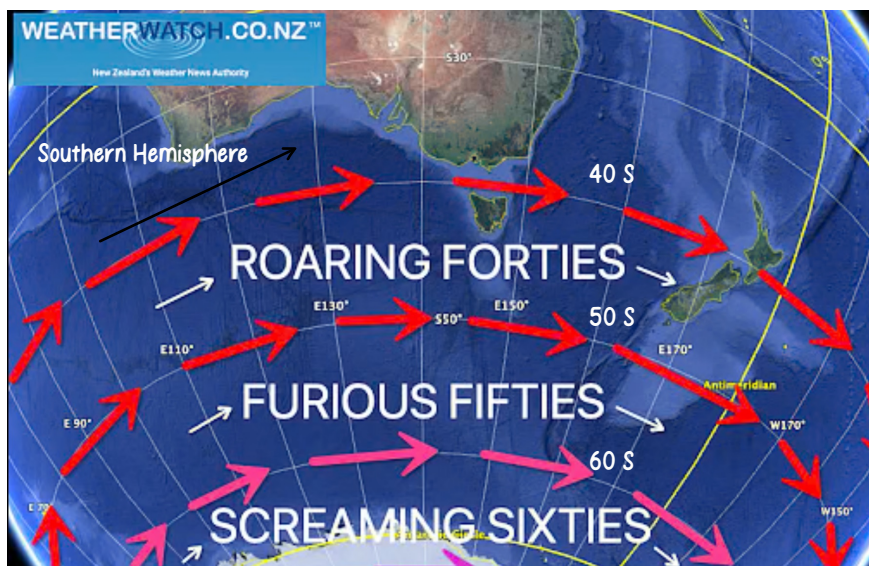 WEATHERWATCH.CO.NZ™
New Zealand's Weather News Authority
S30°
Southern Hemisphere
40 S
ROARING FORTIES
E130°
S50°
E150°
50 S
E110°
E170°
Antimeridian
FURIOUS FIFTIES
E 90°
W170°
60 S
E 70°
W150°
SCREAMING SIXTIES